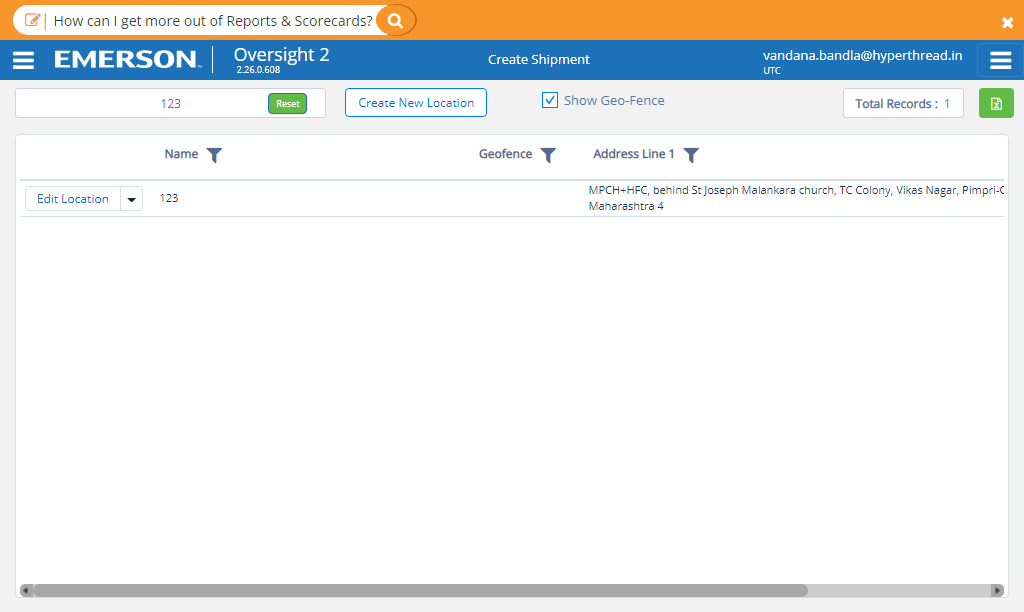 How can I get more out of Reports & Scorecards?
EMERSON
Oversight 2
2.26.0.608
Create Shipment
vandana.bandla@hyperthread.in
UTC
123
Reset
Create New Location
Show Geo-Fence
Total Records : 1
Name
Geofence
Address Line 1
Edit Location
123
MPCH+HFC, behind St Joseph Malankara church, TC Colony, Vikas Nagar, Pimpri-C
Maharashtra 4